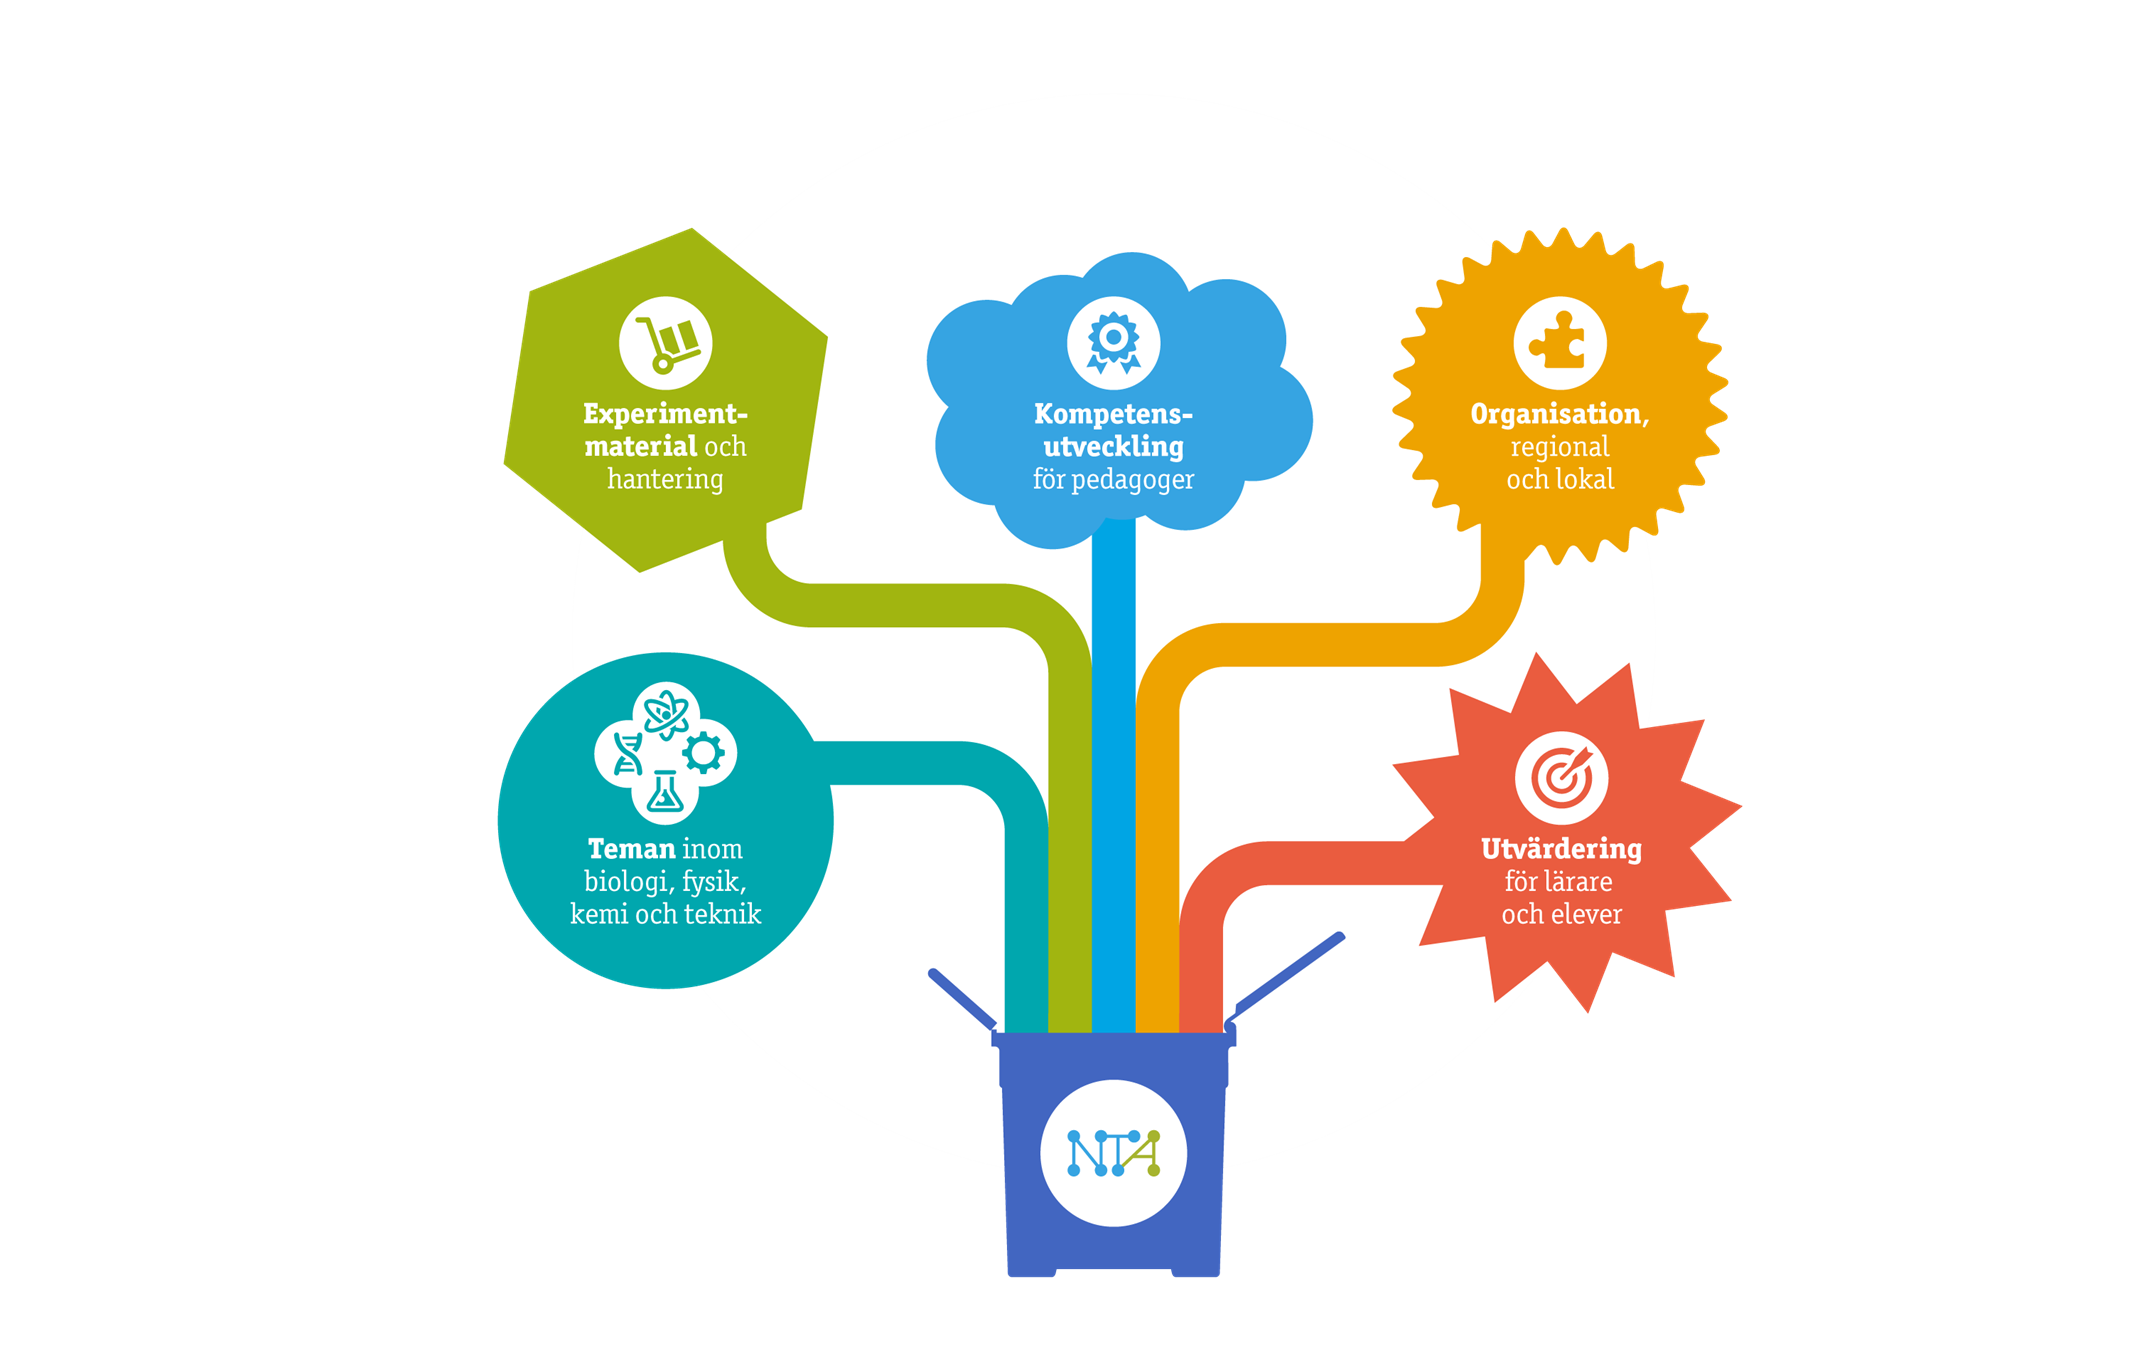 Experiment-
material och
hantering
Kompetens-
utveckling
för pedagoger
Organisation,
regional
och lokal
Teman inom
biologi, fysik,
kemi och teknik
Utvärdering
för lärare
och elever
NTA